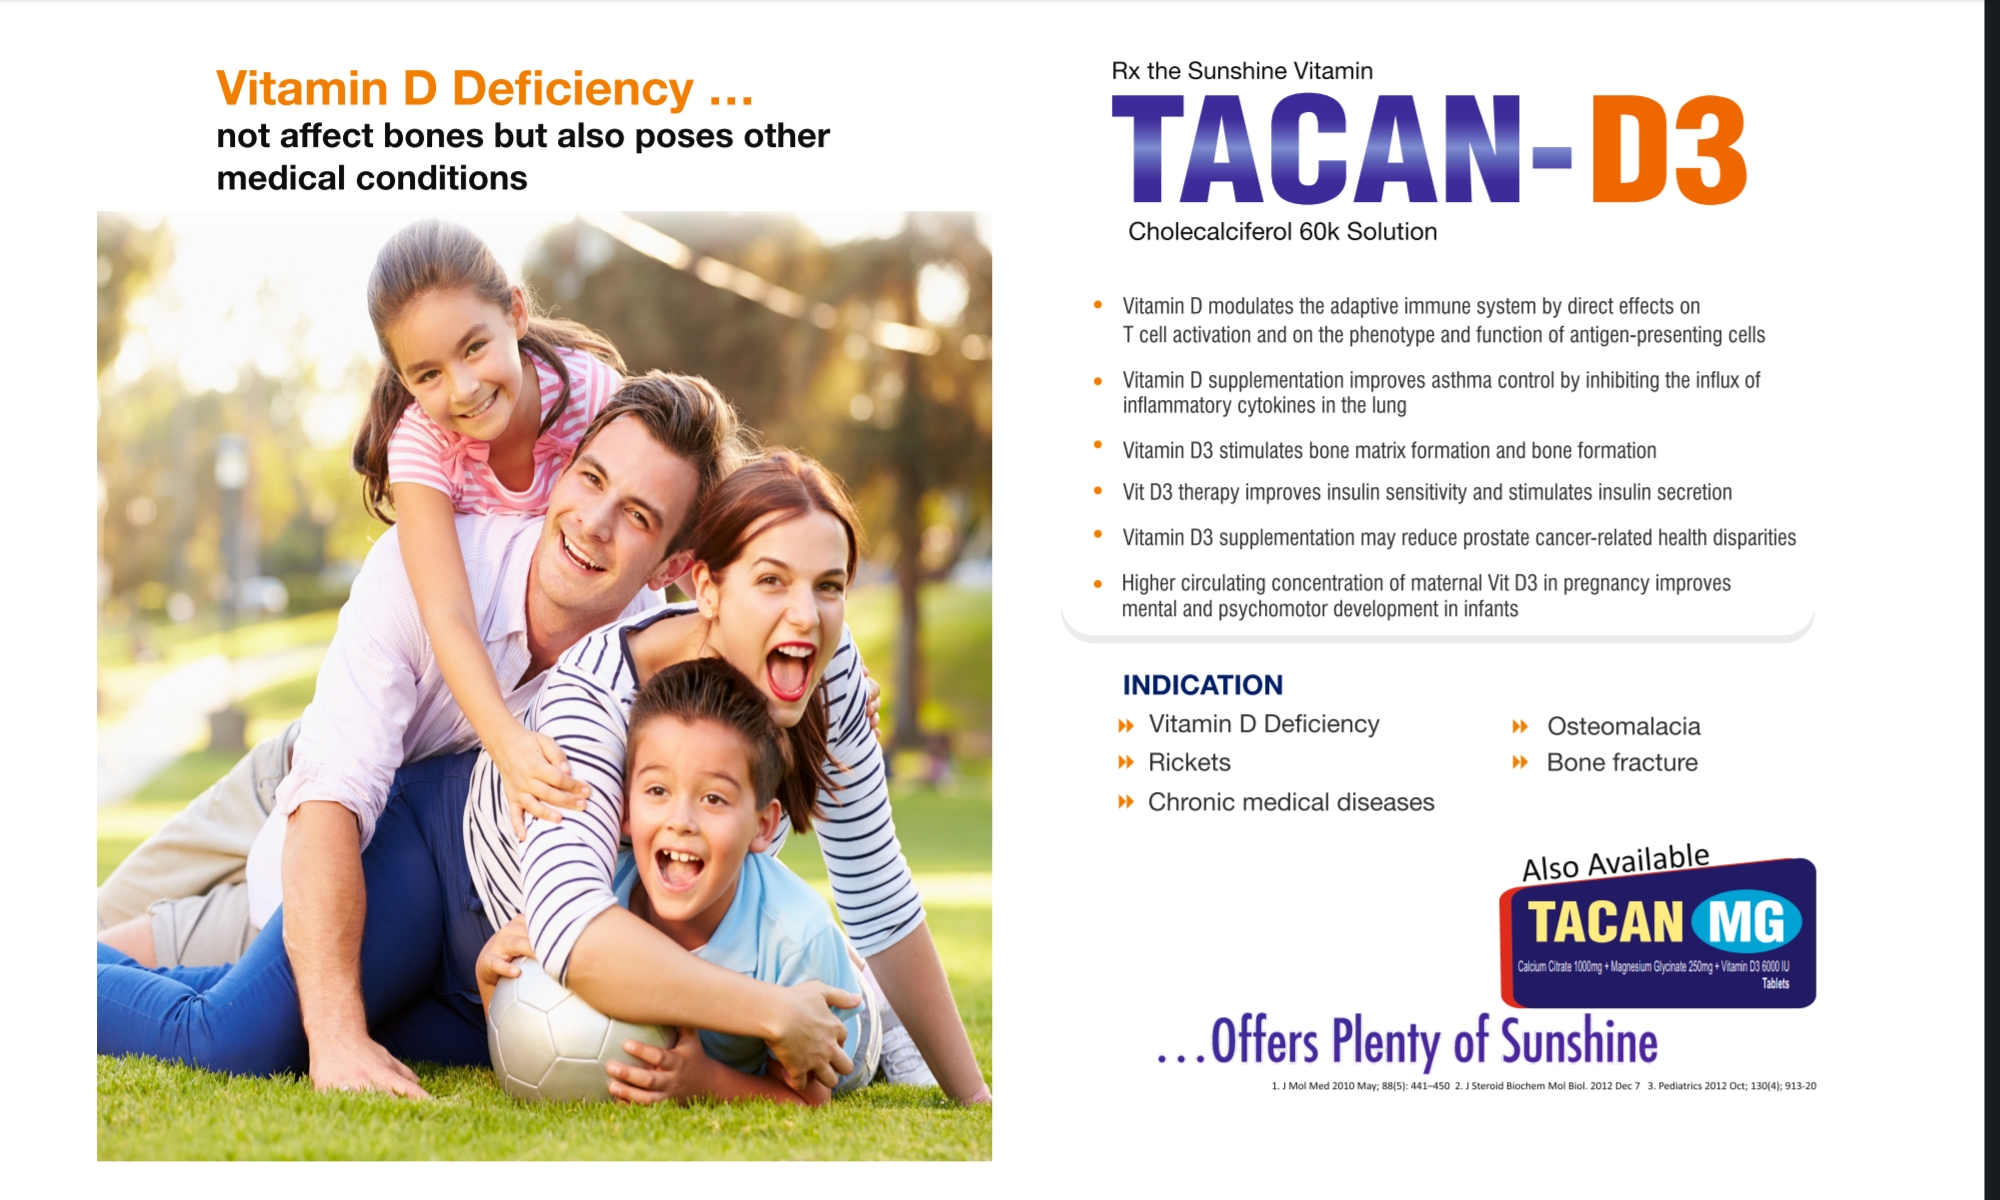 Vitamin D Deficiency ...
not affect bones but also poses other
medical conditions
Rx the Sunshine Vitamin
TACAN-D3
Cholecalciferol 60k Solution
• Vitamin D modulates the adaptive immune system by direct effects on
T cell activation and on the phenotype and function of antigen-presenting cells
• Vitamin D supplementation improves asthma control by inhibiting the influx of
inflammatory cytokines in the lung
• Vitamin D3 stimulates bone matrix formation and bone formation
• Vit D3 therapy improves insulin sensitivity and stimulates insulin secretion
• Vitamin D3 supplementation may reduce prostate cancer-related health disparities
• Higher circulating concentration of maternal Vit D3 in pregnancy improves
mental and psychomotor development in infants
INDICATION
Vitamin D Deficiency
Rickets
Chronic medical diseases
Osteomalacia
Bone fracture
Also Available
TACAN MG
Calcium Citrate 1000mg + Magnesium Glycinate 250mg + Vitamin D3 6000 IU
Tablets
...Offers Plenty of Sunshine
1. J Mol Med 2010 May; 88(5): 441–450 2. J Steroid Biochem Mol Biol. 2012 Dec 7 3. Pediatrics 2012 Oct; 130(4); 913-20